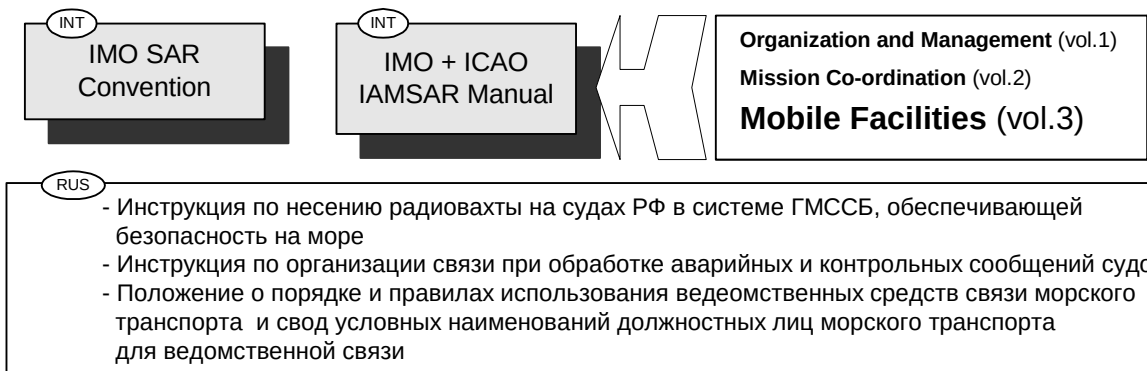 INT
IMO SAR
Convention
INT
IMO + ICAO
IAMSAR Manual
Organization and Management (vol.1)
Mission Co-ordination (vol.2)
Mobile Facilities (vol.3)
RUS
- Инструкция по несению радиовахты на судах РФ в системе ГМССБ, обеспечивающей
безопасность на море
- Инструкция по организации связи при обработке аварийных и контрольных сообщений судо
- Положение о порядке и правилах использования ведеомственных средств связи морского
транспорта и свод условных наименований должностных лиц морского транспорта
для ведомственной связи